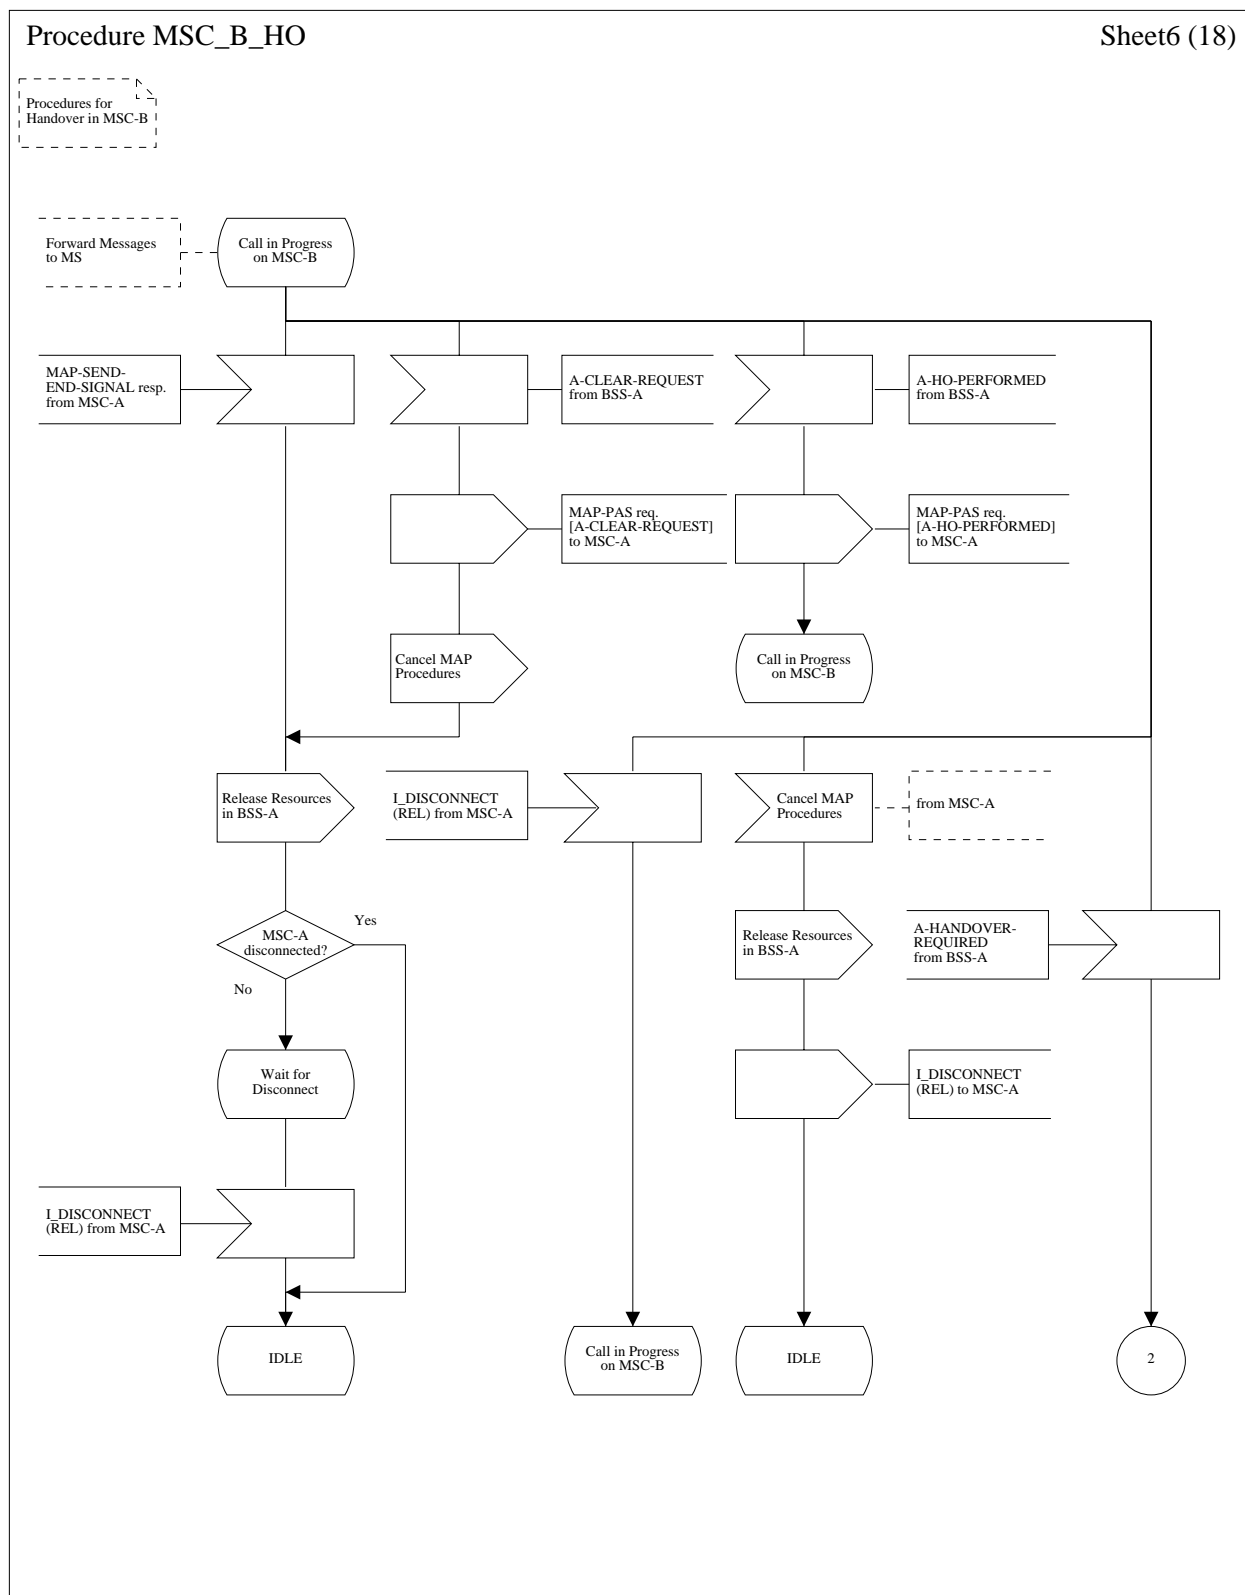 Procedure MSC_B_HO
Sheet6 (18)
Procedures for
Handover in MSC-B
Forward Messages
to MS
Call in Progress
on MSC-B
MAP-SEND-
END-SIGNAL resp.
from MSC-A
A-CLEAR-REQUEST
from BSS-A
A-HO-PERFORMED
from BSS-A
MAP-PAS req.
[A-CLEAR-REQUEST]
to MSC-A
MAP-PAS req.
[A-HO-PERFORMED]
to MSC-A
Cancel MAP
Procedures
Call in Progress
on MSC-B
Release Resources
in BSS-A
I_DISCONNECT
(REL) from MSC-A
Cancel MAP
Procedures
from MSC-A
MSC-A
disconnected?
Yes
No
Release Resources
in BSS-A
A-HANDOVER-
REQUIRED
from BSS-A
Wait for
Disconnect
I_DISCONNECT
(REL) to MSC-A
I_DISCONNECT
(REL) from MSC-A
IDLE
Call in Progress
on MSC-B
IDLE
2